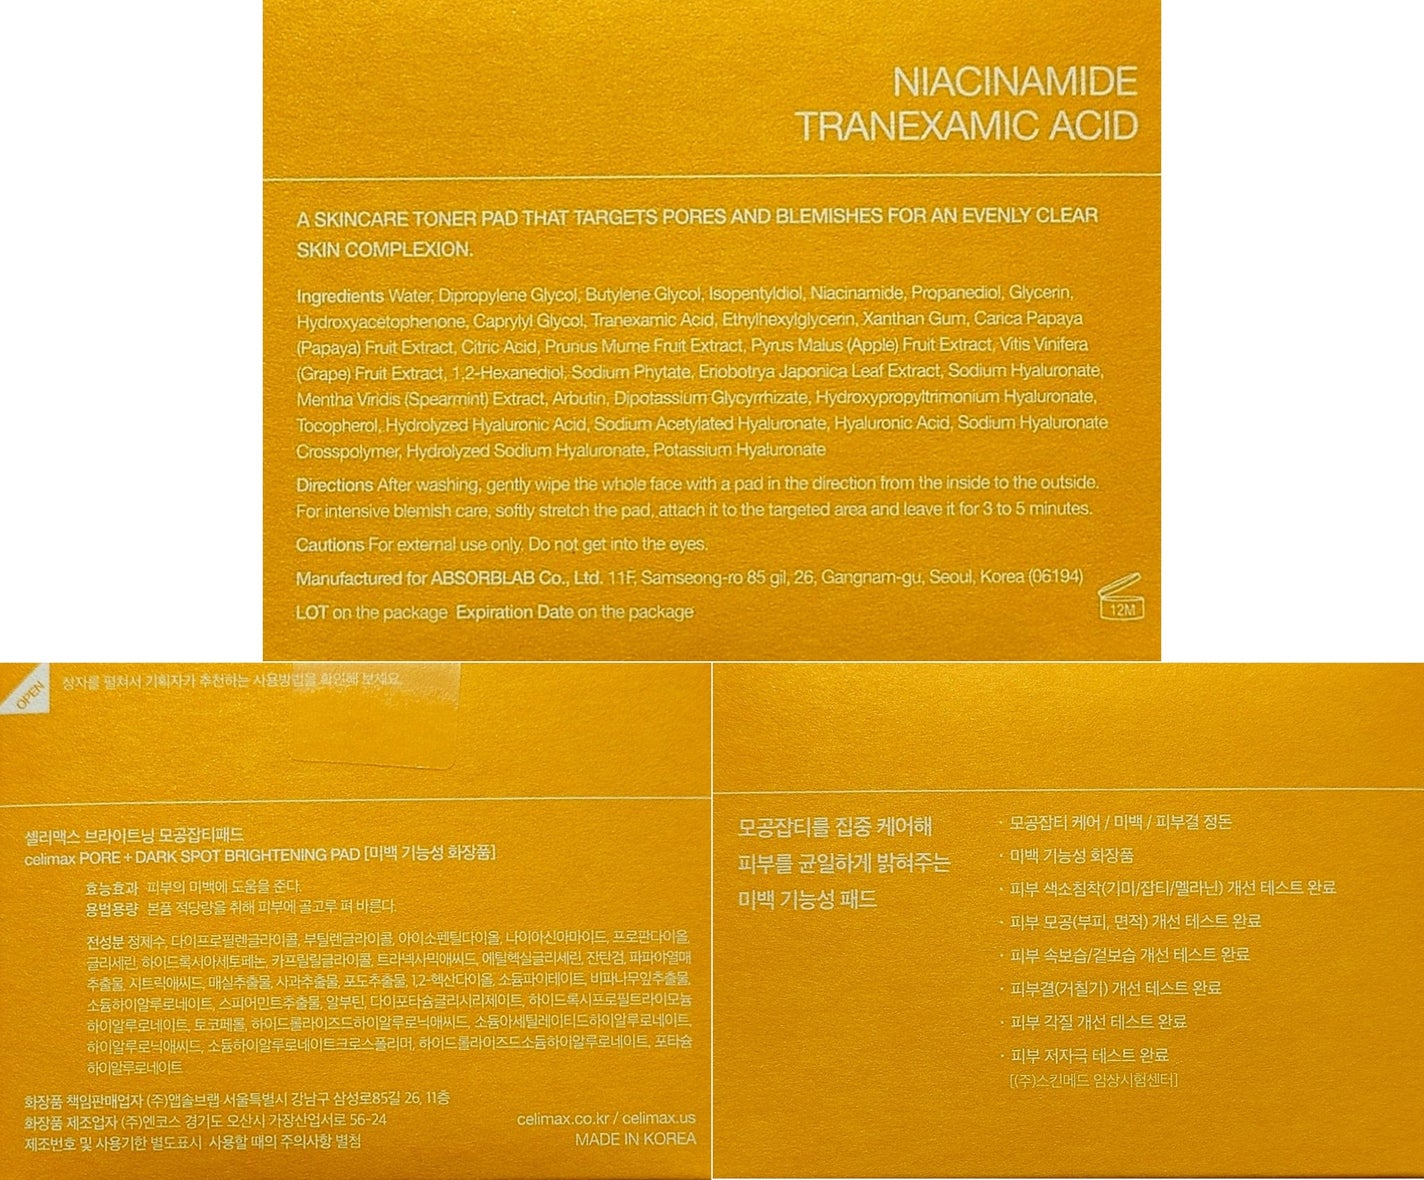 NIACINAMIDE
TRANEXAMIC ACID
A SKINCARE TONER PAD THAT TARGETS PORES AND BLEMISHES FOR AN EVENLY CLEAR
SKIN COMPLEXION.
Ingredients Water, Dipropylene Glycol, Butylene Glycol, Isopentyldiol, Niacinamide, Propanediol, Glycerin,
Hydroxyacetophenone, Caprylyl Glycol, Tranexamic Acid, Ethylhexylglycerin, Xanthan Gum, Carica Papaya
(Papaya) Fruit Extract, Citric Acid, Prunus Mume Fruit Extract, Pyrus Malus (Apple) Fruit Extract, Vitis Vinifera
(Grape) Fruit Extract, 1,2-Hexanediol, Sodium Phytate, Eriobotrya Japonica Leaf Extract, Sodium Hyaluronate,
Mentha Viridis (Spearmint) Extract, Arbutin, Dipotassium Glycyrrhizate, Hydroxypropyltrimonium Hyaluronate,
Tocopherol, Hydrolyzed Hyaluronic Acid, Sodium Acetylated Hyaluronate, Hyaluronic Acid, Sodium Hyaluronate
Crosspolymer, Hydrolyzed Sodium Hyaluronate, Potassium Hyaluronate
Directions After washing, gently wipe the whole face with a pad in the direction from the inside to the outside.
For intensive blemish care, softly stretch the pad, attach it to the targeted area and leave it for 3 to 5 minutes.
Cautions For external use only. Do not get into the eyes.
Manufactured for ABSORBLAB Co., Ltd. 11F, Samseong-ro 85 gil, 26, Gangnam-gu, Seoul, Korea (06194)
12M
LOT on the package Expiration Date on the package
OPEN
상자를 펼쳐서 기획자가 추천하는 사용방법을 확인해 보세요.
셀리맥스 브라이트닝 모공잡티패드
celimax PORE + DARK SPOT BRIGHTENING PAD [미백 기능성 화장품]
효능효과 피부의 미백에 도움을 준다.
용법용량 본품 적당량을 취해 피부에 골고루 펴 바른다.
전성분 정제수, 다이프로필렌글라이콜, 부틸렌글라이콜, 아이소펜틸다이올, 나이아신아마이드, 프로판다이올,
글리세린, 하이드록시아세토페논, 카프릴릴글라이콜, 트라넥사믹애씨드, 에틸헥실글리세린, 잔탄검, 파파야열매
추출물, 시트릭애씨드, 매실추출물, 사과추출물, 포도추출물, 1,2-헥산다이올, 소듐파이테이트, 비파나무잎추출물,
소듐하이알루로네이트, 스피어민트추출물, 알부틴, 다이포타슘글리시리제이트, 하이드록시프로필트라이모늄
하이알루로네이트, 토코페롤, 하이드롤라이즈드하이알루로닉애씨드, 소듐아세틸레이티드하이알루로네이트,
하이알루로닉애씨드, 소듐하이알루로네이트크로스폴리머, 하이드롤라이즈드소듐하이알루로네이트, 포타슘
하이알루로네이트
화장품 책임판매업자 (주)앱솔브랩 서울특별시 강남구 삼성로85길 26, 11층
화장품 제조업자 (주)엔코스 경기도 오산시 가장산업서로 56-24
제조번호 및 사용기한 별도표시 사용할 때의 주의사항 별첨
celimax.co.kr / celimax.us
MADE IN KOREA
모공잡티를 집중 케어해
피부를 균일하게 밝혀주는
미백 기능성 패드
· 모공잡티 케어 / 미백 / 피부결 정돈
· 미백 기능성 화장품
· 피부 색소침착(기미/잡티/멜라닌) 개선 테스트 완료
· 피부 모공(부피, 면적) 개선 테스트 완료
· 피부 속보습/겉보습 개선 테스트 완료
· 피부결(거칠기) 개선 테스트 완료
· 피부 각질 개선 테스트 완료
· 피부 저자극 테스트 완료
[(주)스킨메드 임상시험센터]